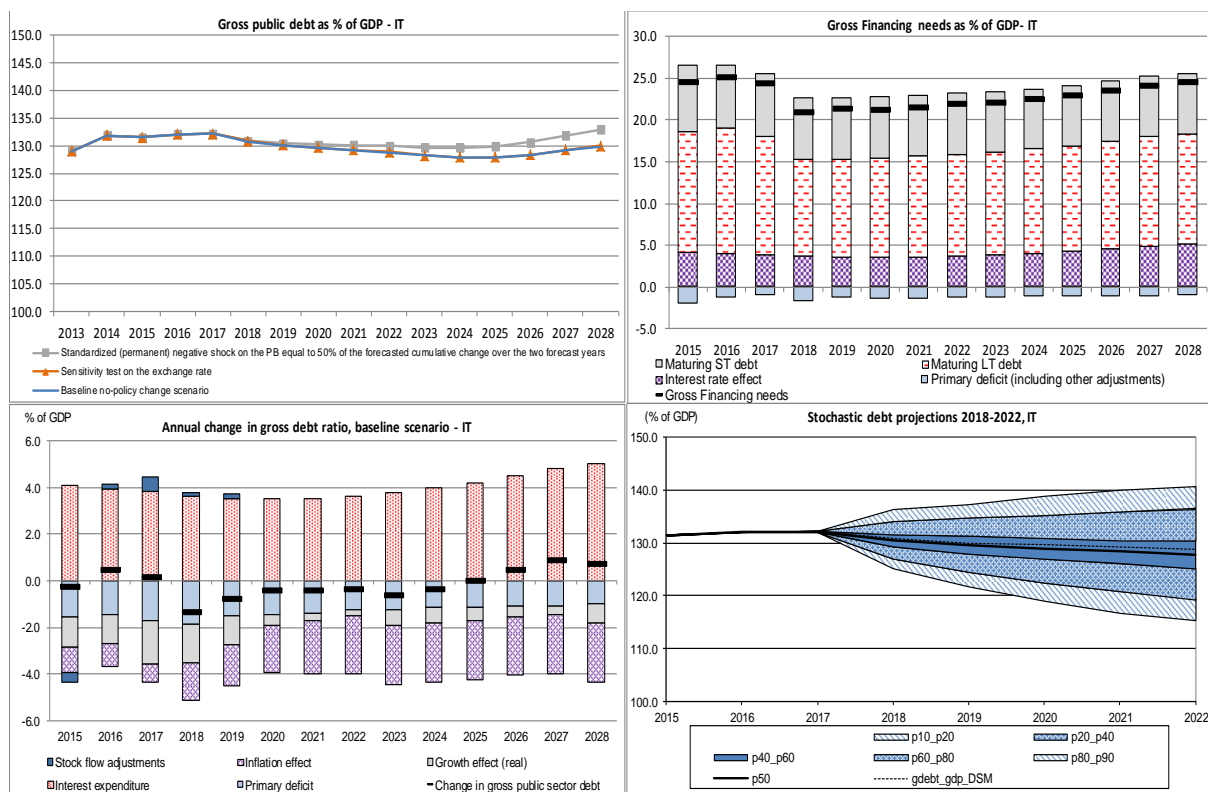 Gross public debt as % of GDP - IT
150.0
145.0
140.0
135.0
130.0
125.0
120.0
115.0
110.0
105.0
100.0
2013 2014 2015 2016 2017 2018 2019 2020 2021 2022 2023 2024 2025 2026 2027 2028
Standardized (permanent) negative shock on the PB equal to 50% of the forecasted cumulative change over the two forecast years
Sensitivity test on the exchange rate
Baseline no-policy change scenario
Gross Financing needs as % of GDP- IT
30.0
25.0
20.0
15.0
10.0
5.0
0.0
-5.0
2015 2016 2017 2018 2019 2020 2021 2022 2023 2024 2025 2026 2027 2028
Maturing ST debt Maturing LT debt
Interest rate effect Primary deficit (including other adjustments)
Gross Financing needs
% of GDP
Annual change in gross debt ratio, baseline scenario - IT
6.0
4.0
2.0
0.0
-2.0
-4.0
-6.0
2015 2016 2017 2018 2019 2020 2021 2022 2023 2024 2025 2026 2027 2028
Stock flow adjustments Inflation effect Growth effect (real)
Interest expenditure Primary deficit Change in gross public sector debt
(% of GDP)
Stochastic debt projections 2018-2022, IT
150.0
140.0
130.0
120.0
110.0
100.0
2015 2016 2017 2018 2019 2020 2021 2022
p10_p20 p20_p40
p40_p60 p60_p80 p80_p90
p50 gdebt_gdp_DSM